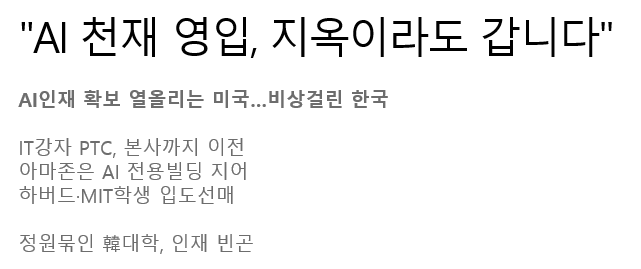 "AI 천재 영입, 지옥이라도 갑니다"
AI인재 확보 열올리는 미국...비상걸린 한국
IT강자 PTC, 본사까지 이전
아마존은 AI 전용빌딩 지어
하버드·MIT학생 입도선매
정원묶인 韓대학, 인재 빈곤